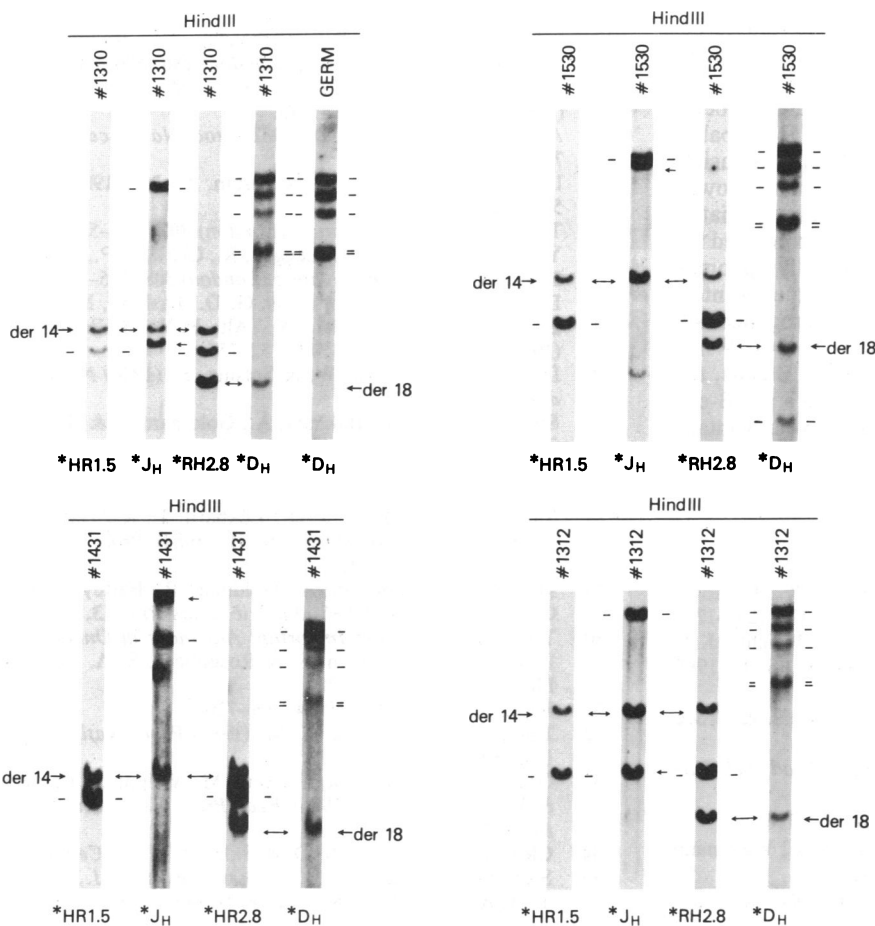 HindIII
#1310 #1310 #1310 #1310 GERM
der 14
der 18
*HR1.5 *JH *RH2.8 *DH *DH
HindIII
#1530 #1530 #1530 #1530
der 14
der 18
*HR1.5 *JH *RH2.8 *DH
HindIII
#1431 #1431 #1431 #1431
der 14
der 18
*HR1.5 *JH *HR2.8 *DH
HindIII
#1312 #1312 #1312 #1312
der 14
der 18
*HR1.5 *JH *RH2.8 *DH